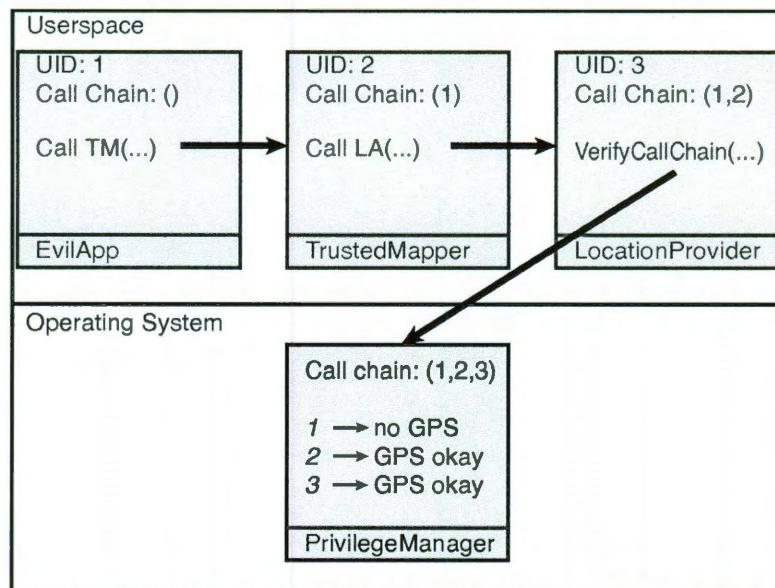 Userspace
UID: 1
Call Chain: ()
Call TM(...)
EvilApp
UID: 2
Call Chain: (1)
Call LA(...)
TrustedMapper
UID: 3
Call Chain: (1,2)
VerifyCallChain(...)
LocationProvider
Operating System
Call chain: (1,2,3)
1 → no GPS
2 → GPS okay
3 → GPS okay
PrivilegeManager